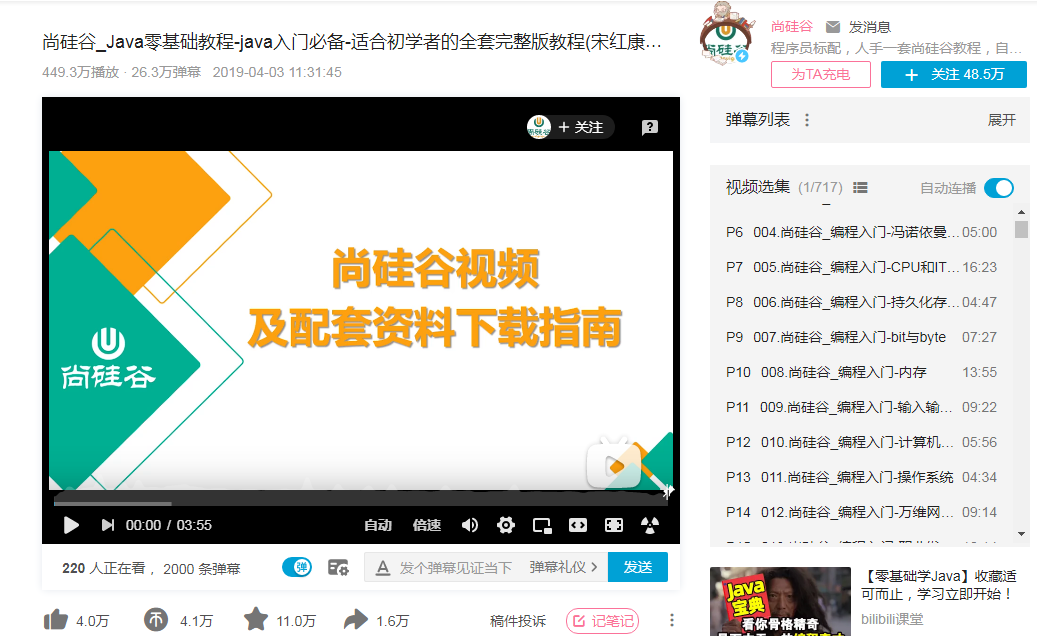 尚硅谷_Java零基础教程-java入门必备-适合初学者的全套完整版教程(宋红康…
449.3万播放 · 26.3万弹幕 2019-04-03 11:31:45
尚硅谷
+ 关注
?
尚硅谷视频
及配套资料下载指南
尚硅谷
00:00 / 03:55
自动
倍速
220 人正在看， 2000 条弹幕
弹
A 发个弹幕见证当下
弹幕礼仪 >
发送
4.0万
4.1万
11.0万
1.6万
稿件投诉
记笔记
尚硅谷
尚硅谷 发消息
程序员标配，人手一套尚硅谷教程，自…
为TA充电
+ 关注 48.5万
弹幕列表
展开
视频选集 (1/717)
自动连播
P6 004.尚硅谷_编程入门-冯诺依曼… 05:00
P7 005.尚硅谷_编程入门-CPU和IT… 16:23
P8 006.尚硅谷_编程入门-持久化存… 04:47
P9 007.尚硅谷_编程入门-bit与byte 07:27
P10 008.尚硅谷_编程入门-内存 13:55
P11 009.尚硅谷_编程入门-输入输… 09:22
P12 010.尚硅谷_编程入门-计算机… 05:56
P13 011.尚硅谷_编程入门-操作系统 04:34
P14 012.尚硅谷_编程入门-万维网… 09:14
Java
宝典
看你骨格精奇
【零基础学Java】收藏适
可而止，学习立即开始！
bilibili课堂